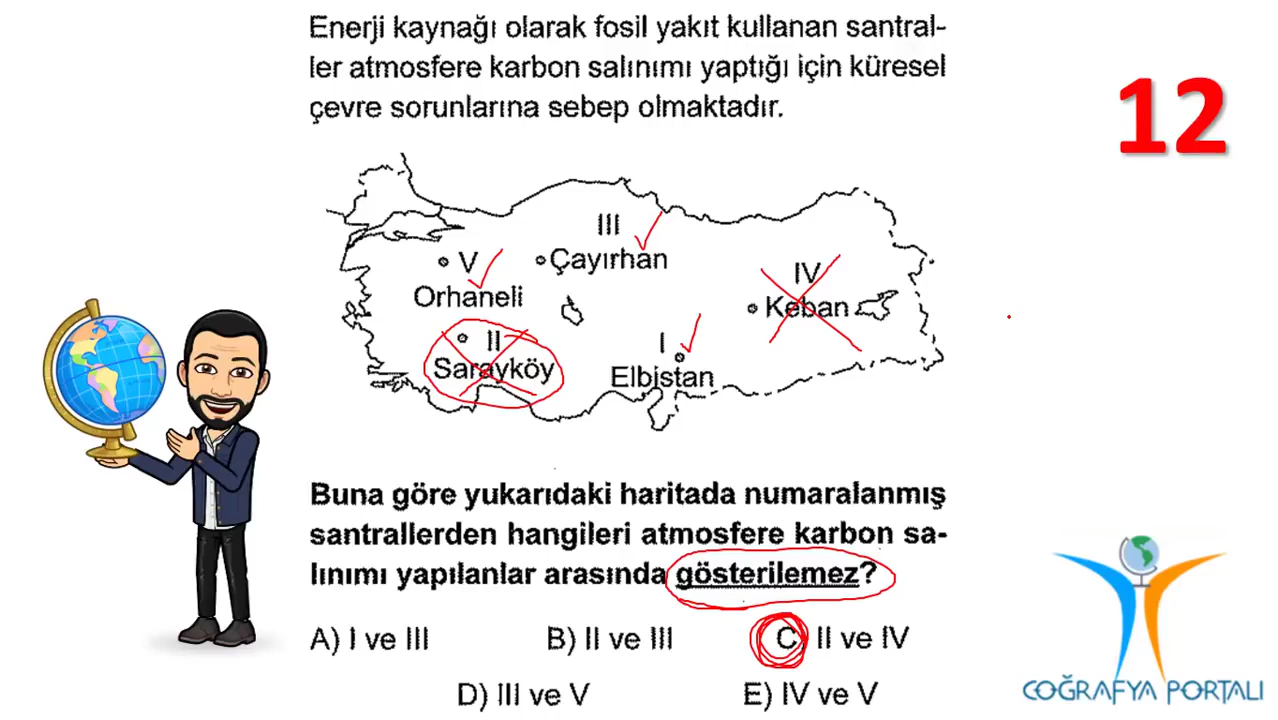 Enerji kaynağı olarak fosil yakıt kullanan santral-
ler atmosfere karbon salınımı yaptığı için küresel
çevre sorunlarına sebep olmaktadır.
12
III
Çayırhan
V
Orhaneli
IV
Keban
II
Sarayköy
I
Elbistan
Buna göre yukarıdaki haritada numaralanmış
santrallerden hangileri atmosfere karbon sa-
lınımı yapılanlar arasında gösterilemez?
A) I ve III B) II ve III C) II ve IV
D) III ve V E) IV ve V
COĞRAFYA PORTALI